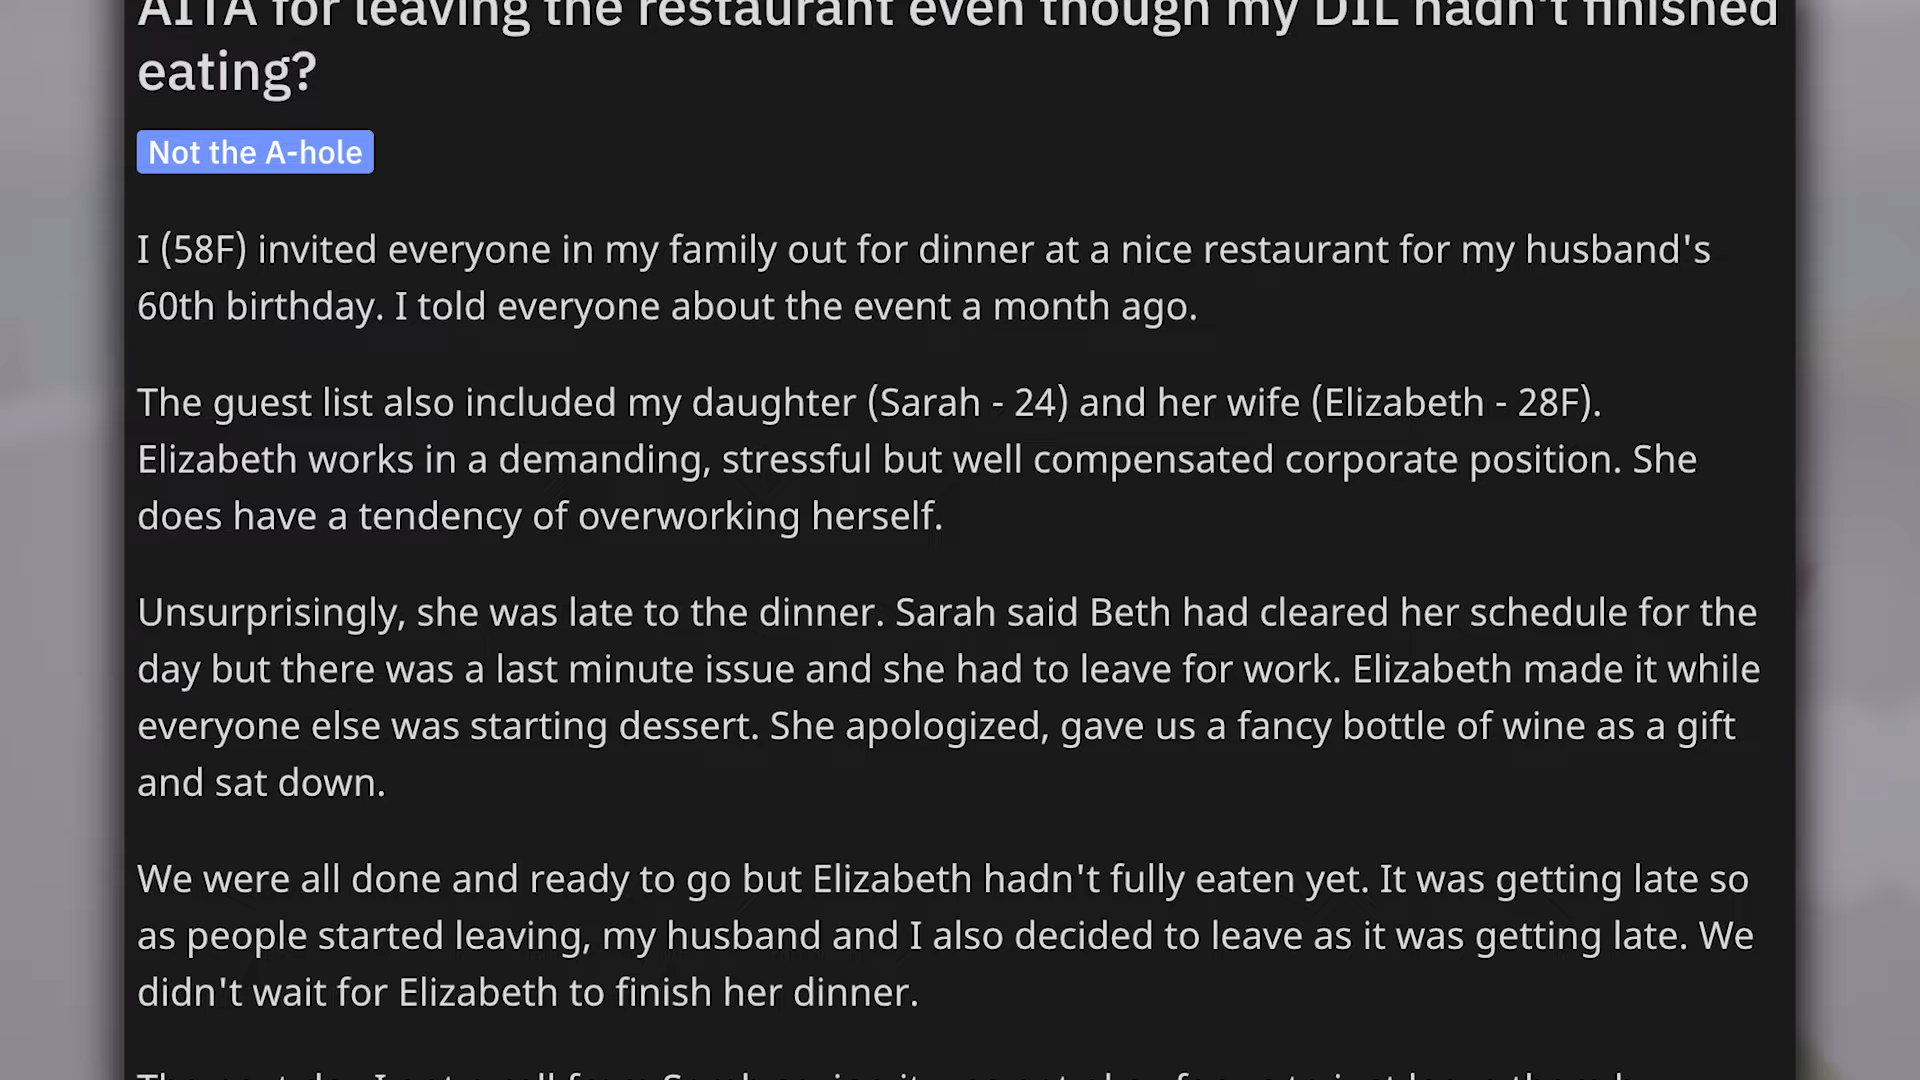 AITA for leaving the restaurant even though my DIL hadn't finished
eating?
Not the A-hole
I (58F) invited everyone in my family out for dinner at a nice restaurant for my husband's
60th birthday. I told everyone about the event a month ago.
The guest list also included my daughter (Sarah - 24) and her wife (Elizabeth - 28F).
Elizabeth works in a demanding, stressful but well compensated corporate position. She
does have a tendency of overworking herself.
Unsurprisingly, she was late to the dinner. Sarah said Beth had cleared her schedule for the
day but there was a last minute issue and she had to leave for work. Elizabeth made it while
everyone else was starting dessert. She apologized, gave us a fancy bottle of wine as a gift
and sat down.
We were all done and ready to go but Elizabeth hadn't fully eaten yet. It was getting late so
as people started leaving, my husband and I also decided to leave as it was getting late. We
didn't wait for Elizabeth to finish her dinner.